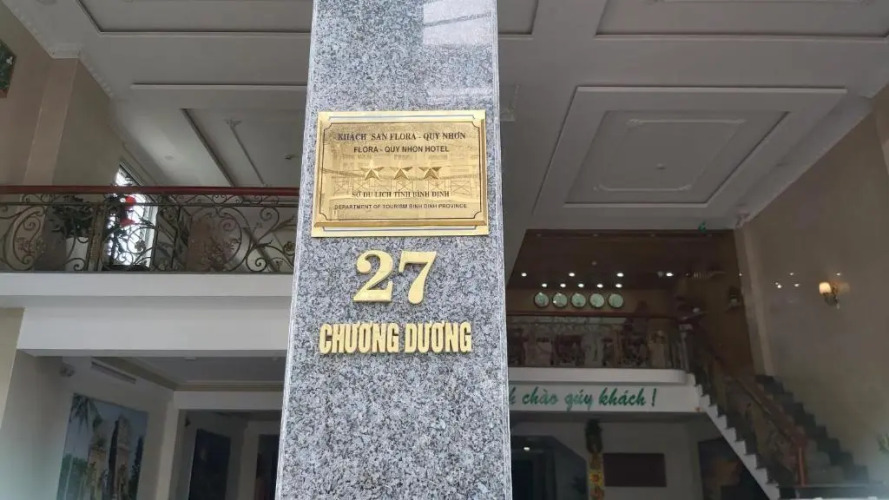 KHÁCH SẠN FLORA - QUY NHƠN
FLORA - QUY NHON HOTEL
SỞ DU LỊCH TỈNH BÌNH ĐỊNH
DEPARTMENT OF TOURISM BINH DINH PROVINCE
27
CHƯƠNG DƯƠNG
h chào qúy khách !